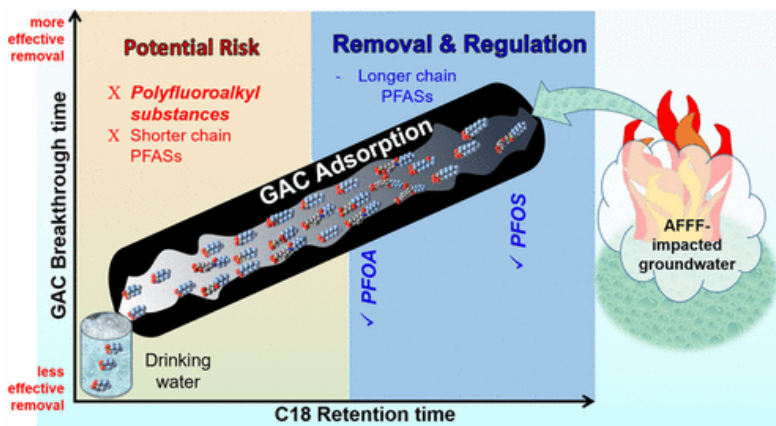 more
effective
removal
GAC Breakthrough time
less
effective
removal
Potential Risk
X Polyfluoroalkyl
substances
X Shorter chain
PFASs
Removal & Regulation
- Longer chain
PFASs
GAC Adsorption
✓ PFOA
✓ PFOS
AFFF-
impacted
groundwater
Drinking
water
C18 Retention time